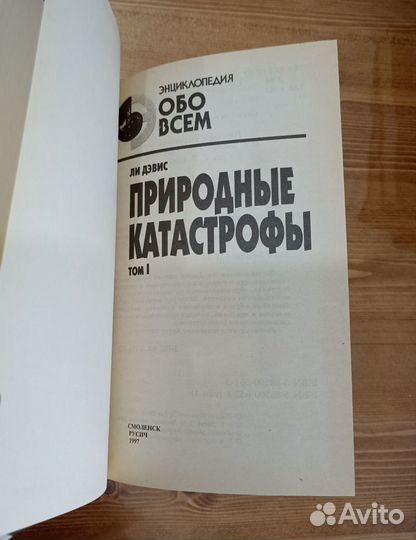 ЭНЦИКЛОПЕДИЯ
ОБО
ВСЕМ
ЛИ ДЭВИС
ПРИРОДНЫЕ
КАТАСТРОФЫ
ТОМ I
СМОЛЕНСК
РУСИЧ
1997
Avito